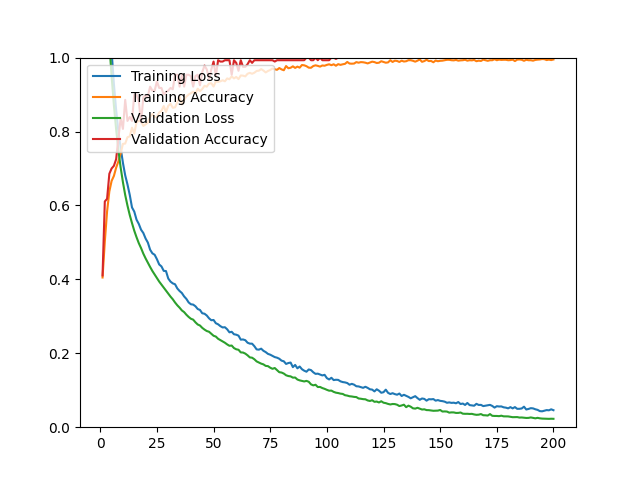 1.0
0.8
0.6
0.4
0.2
0.0
Training Loss
Training Accuracy
Validation Loss
Validation Accuracy
0 25 50 75 100 125 150 175 200